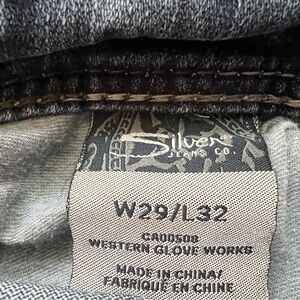 Silver
JEANS CO.
W29/L32
CA00508
WESTERN GLOVE WORKS
MADE IN CHINA/
FABRIQUÉ EN CHINE